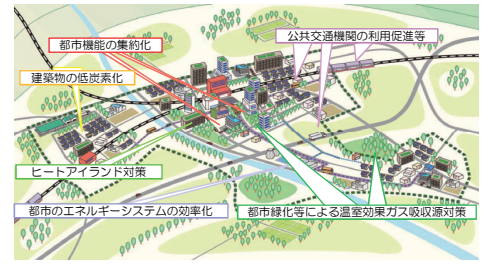 都市機能の集約化
公共交通機関の利用促進等
建築物の低炭素化
ヒートアイランド対策
都市のエネルギーシステムの効率化
都市緑化等による温室効果ガス吸収源対策